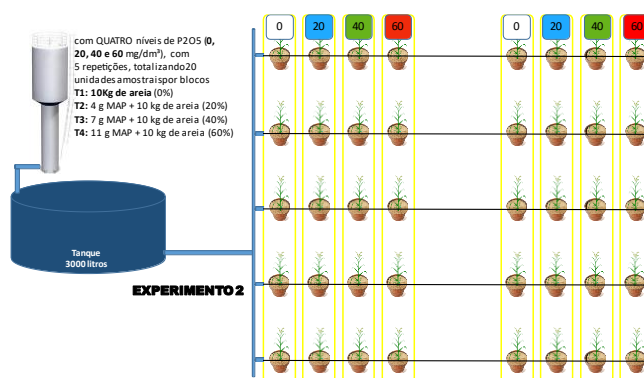 com QUATRO níveis de P2O5 (0,
20, 40 e 60 mg/dm³), com
5 repetições, totalizando20
unidades amostraispor blocos
T1: 10Kg de areia (0%)
T2: 4 g MAP + 10 kg de areia (20%)
T3: 7 g MAP + 10 kg de areia (40%)
T4: 11 g MAP + 10 kg de areia (60%)
0 20 40 60 0 20 40 60
Tanque
3000 litros
EXPERIMENTO 2